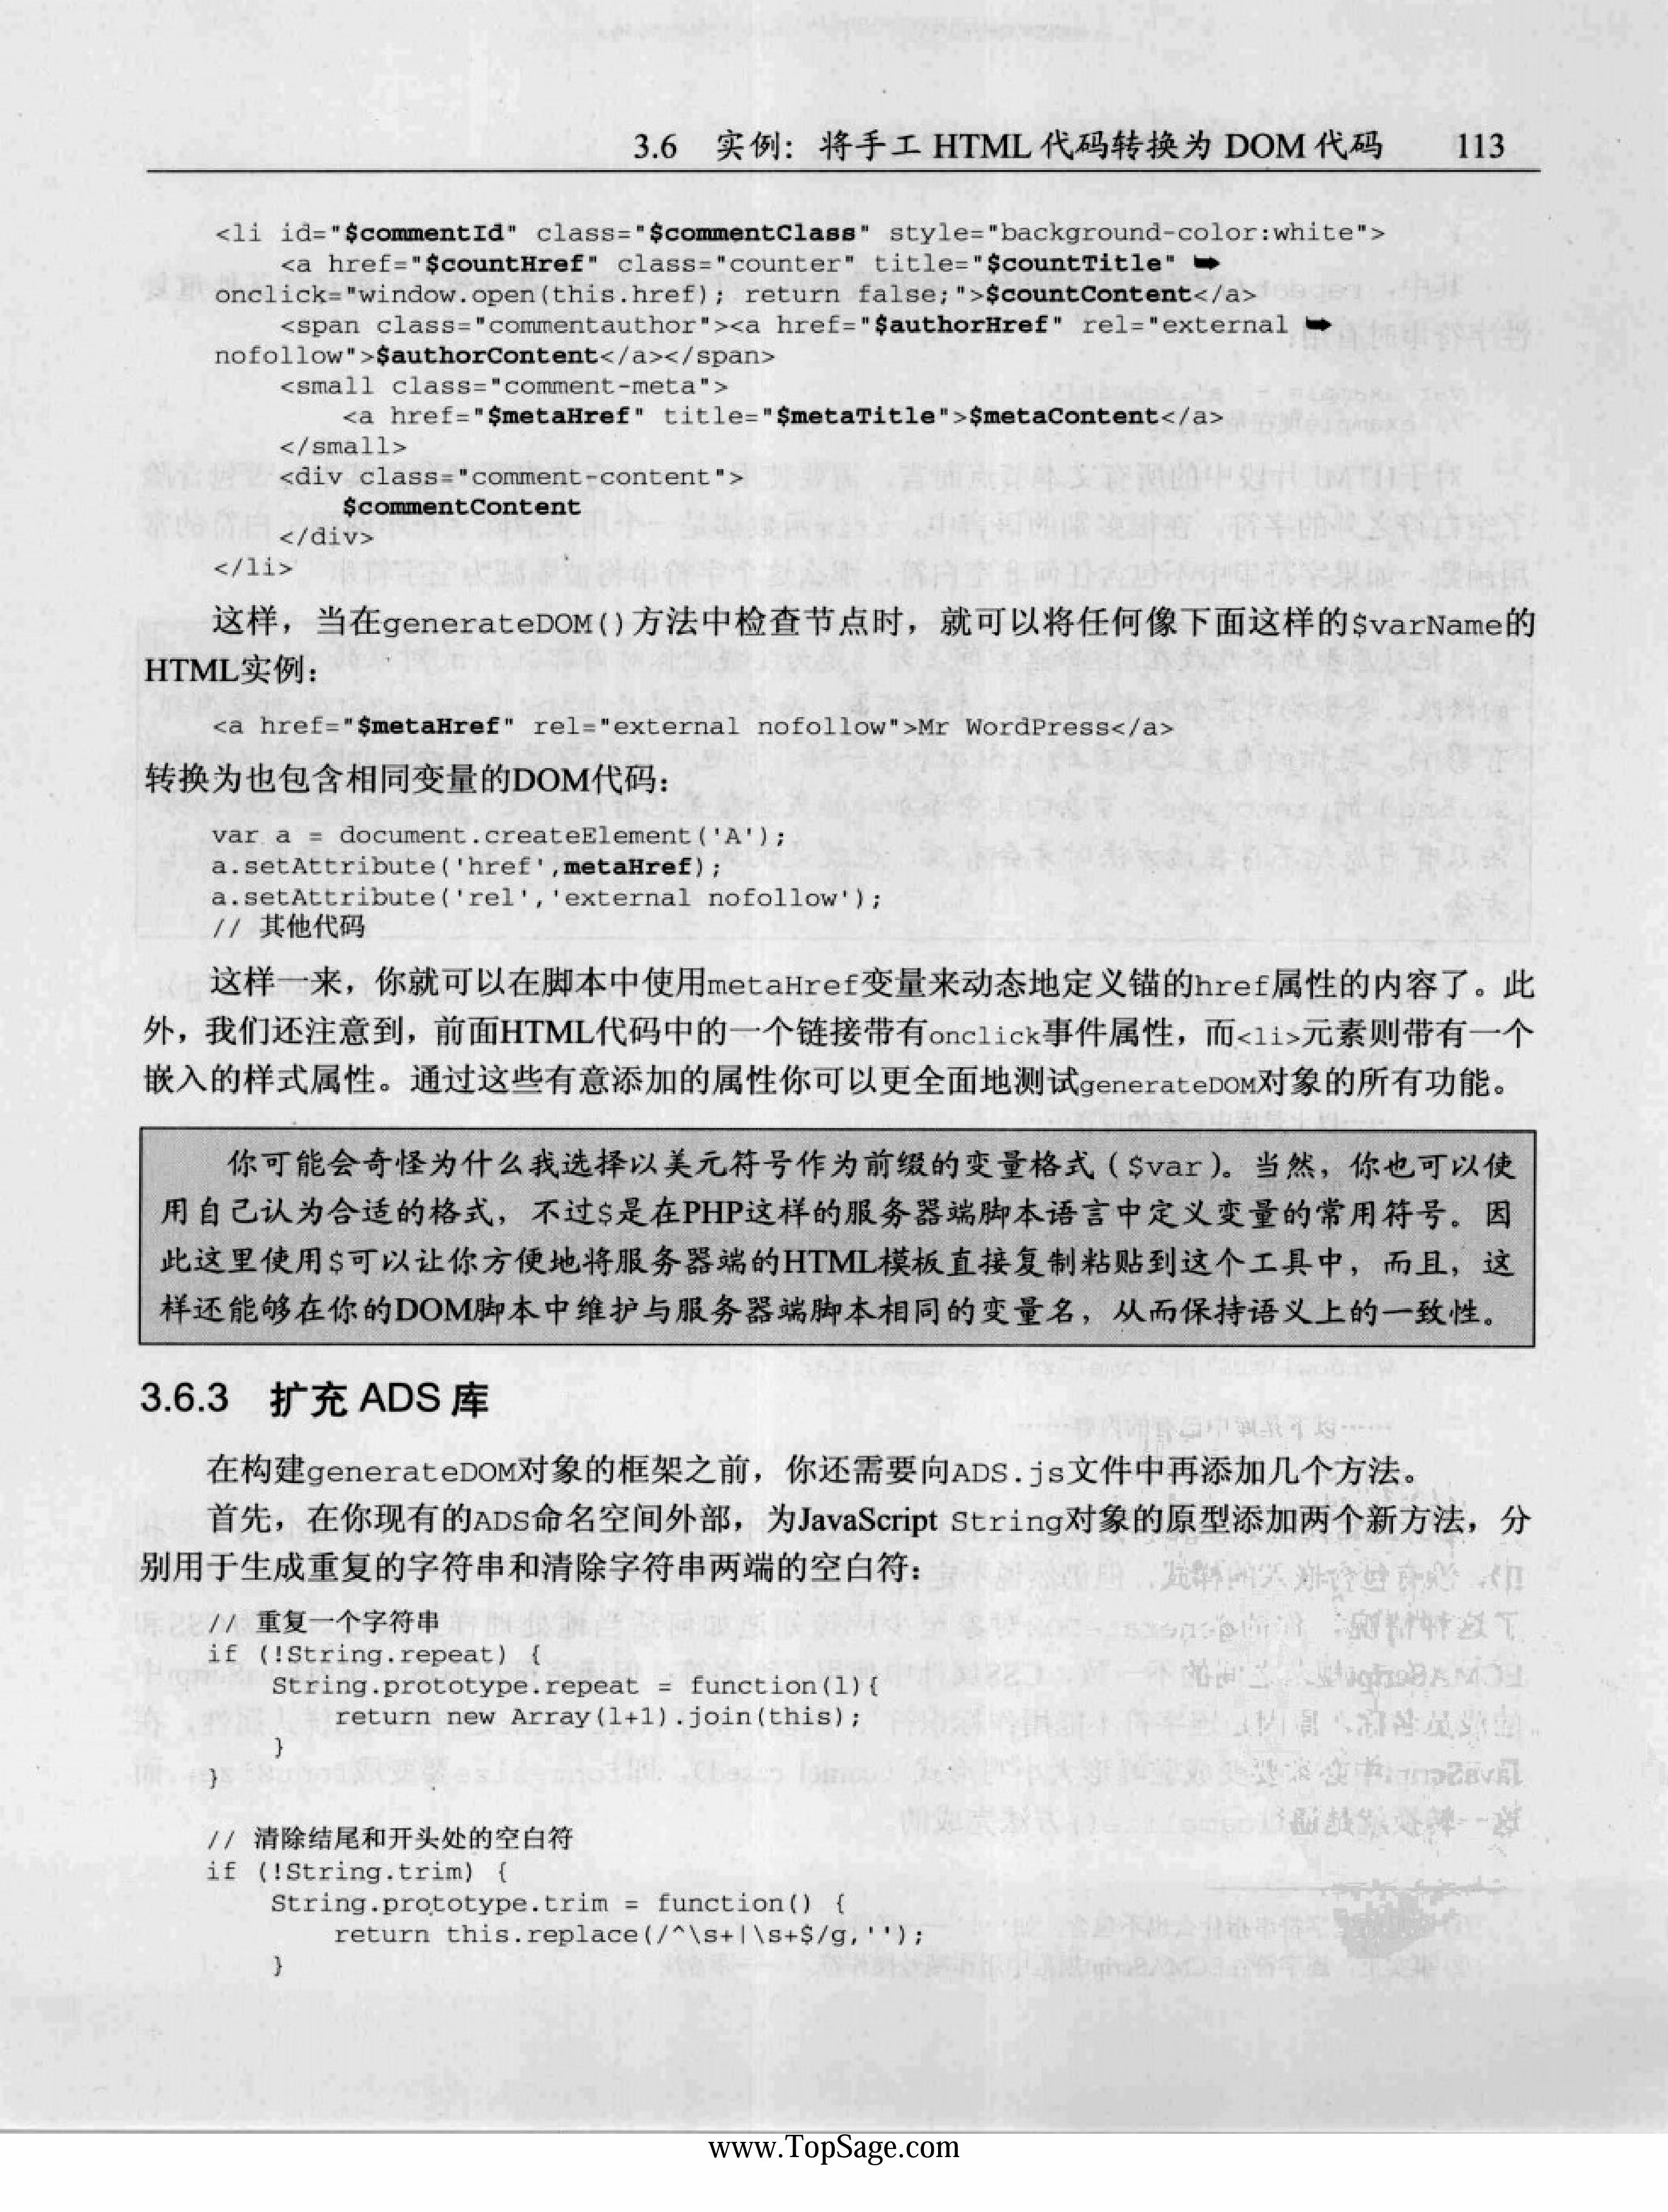 3.6 实例：将手工 HTML 代码转换为 DOM 代码 113
<li id="$commentId" class="$commentClass" style="background-color:white">
<a href="$countHref" class="counter" title="$countTitle" ➥
onclick="window.open(this.href); return false;">$countContent</a>
<span class="commentauthor"><a href="$authorHref" rel="external ➥
nofollow">$authorContent</a></span>
<small class="comment-meta">
<a href="$metaHref" title="$metaTitle">$metaContent</a>
</small>
<div class="comment-content">
$commentContent
</div>
</li>
这样，当在generateDOM()方法中检查节点时，就可以将任何像下面这样的$varName的
HTML实例：
<a href="$metaHref" rel="external nofollow">Mr WordPress</a>
转换为也包含相同变量的DOM代码：
var a = document.createElement('A');
a.setAttribute('href',metaHref);
a.setAttribute('rel','external nofollow');
// 其他代码
这样一来，你就可以在脚本中使用metaHref变量来动态地定义锚的href属性的内容了。此
外，我们还注意到，前面HTML代码中的一个链接带有onclick事件属性，而<li>元素则带有一个
嵌入的样式属性。通过这些有意添加的属性你可以更全面地测试generateDOM对象的所有功能。
你可能会奇怪为什么我选择以美元符号作为前缀的变量格式（$var）。当然，你也可以使
用自己认为合适的格式，不过$是在PHP这样的服务器端脚本语言中定义变量的常用符号。因
此这里使用$可以让你方便地将服务器端的HTML模板直接复制粘贴到这个工具中，而且，这
样还能够在你的DOM脚本中维护与服务器端脚本相同的变量名，从而保持语义上的一致性。
3.6.3 扩充 ADS 库
在构建generateDOM对象的框架之前，你还需要向ADS.js文件中再添加几个方法。
首先，在你现有的ADS命名空间外部，为JavaScript String对象的原型添加两个新方法，分
别用于生成重复的字符串和清除字符串两端的空白符：
// 重复一个字符串
if (!String.repeat) {
String.prototype.repeat = function(l){
return new Array(l+1).join(this);
}
}
// 清除结尾和开头处的空白符
if (!String.trim) {
String.prototype.trim = function() {
return this.replace(/^\s+|\s+$/g,'');
}
www.TopSage.com